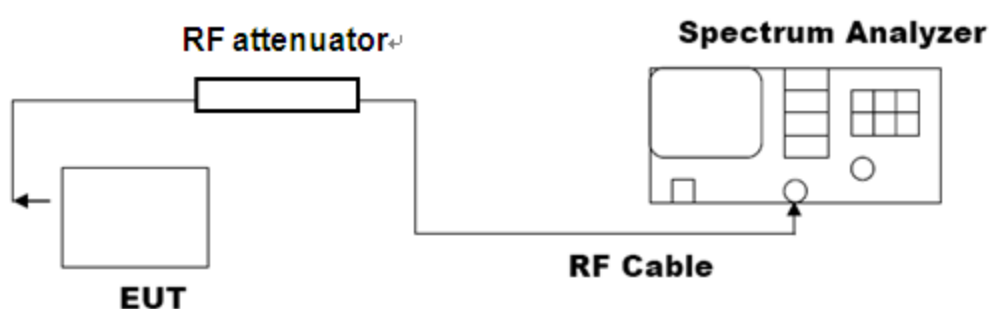 RF attenuator↵
Spectrum Analyzer
RF Cable
EUT